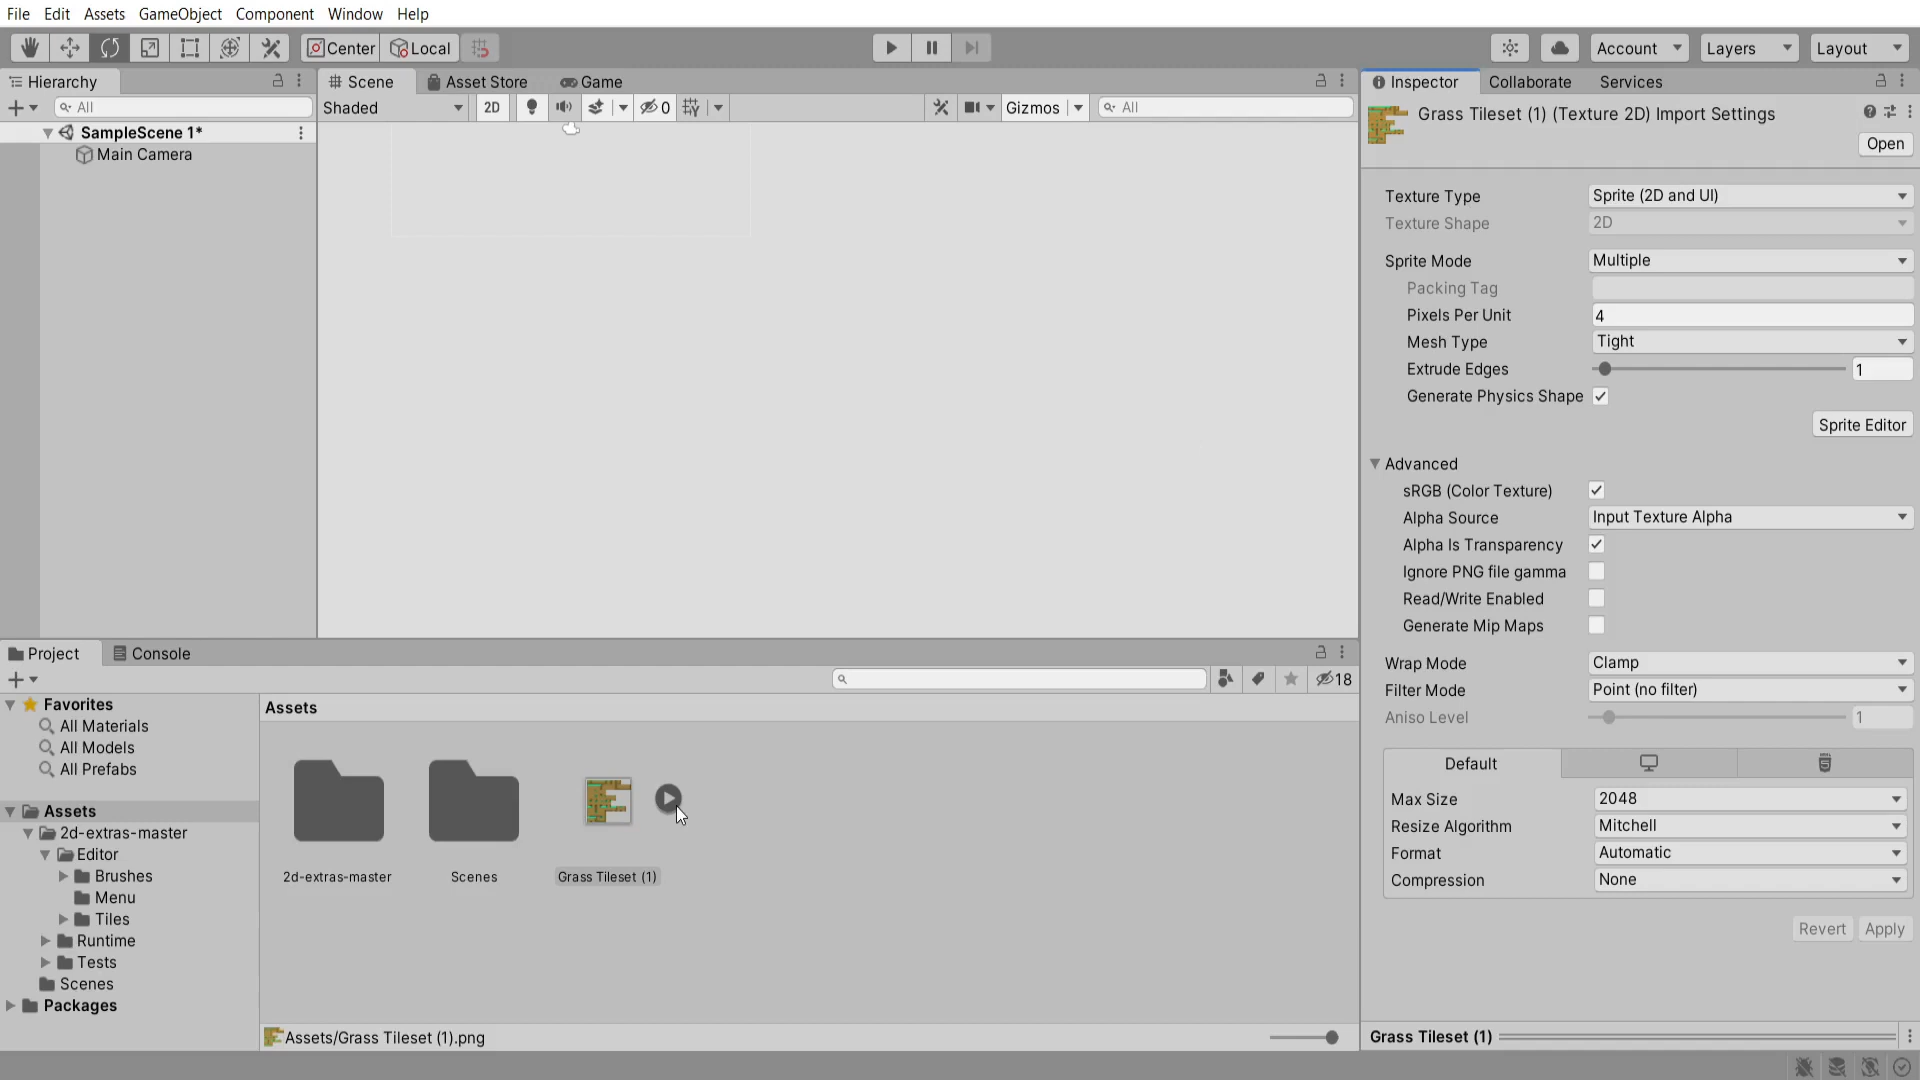 File Edit Assets GameObject Component Window Help
Center Local Account Layers Layout
Hierarchy
All
SampleScene 1*
Main Camera
Scene Asset Store Game
Shaded 2D 0 Gizmos All
Inspector Collaborate Services
Grass Tileset (1) (Texture 2D) Import Settings
Open
Texture Type Sprite (2D and UI)
Texture Shape 2D
Sprite Mode Multiple
Packing Tag
Pixels Per Unit 4
Mesh Type Tight
Extrude Edges 1
Generate Physics Shape
Sprite Editor
Advanced
sRGB (Color Texture)
Alpha Source Input Texture Alpha
Alpha Is Transparency
Ignore PNG file gamma
Read/Write Enabled
Generate Mip Maps
Wrap Mode Clamp
Filter Mode Point (no filter)
Aniso Level 1
Default
Max Size 2048
Resize Algorithm Mitchell
Format Automatic
Compression None
Revert Apply
Grass Tileset (1)
Project Console
18
Favorites
All Materials
All Models
All Prefabs
Assets
2d-extras-master
Editor
Brushes
Menu
Tiles
Runtime
Tests
Scenes
Packages
Assets
2d-extras-master Scenes Grass Tileset (1)
Assets/Grass Tileset (1).png